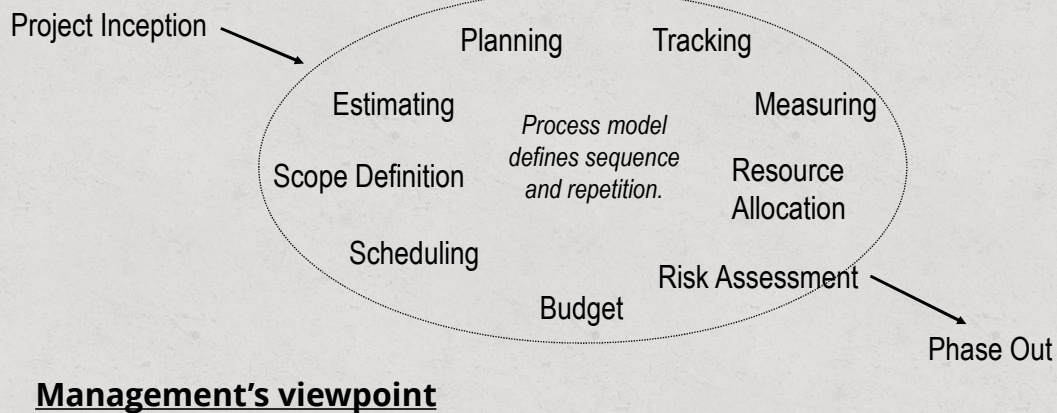 Project Inception
Planning
Tracking
Estimating
Measuring
Process model
defines sequence
and repetition.
Scope Definition
Resource
Allocation
Scheduling
Risk Assessment
Budget
Phase Out
Management's viewpoint